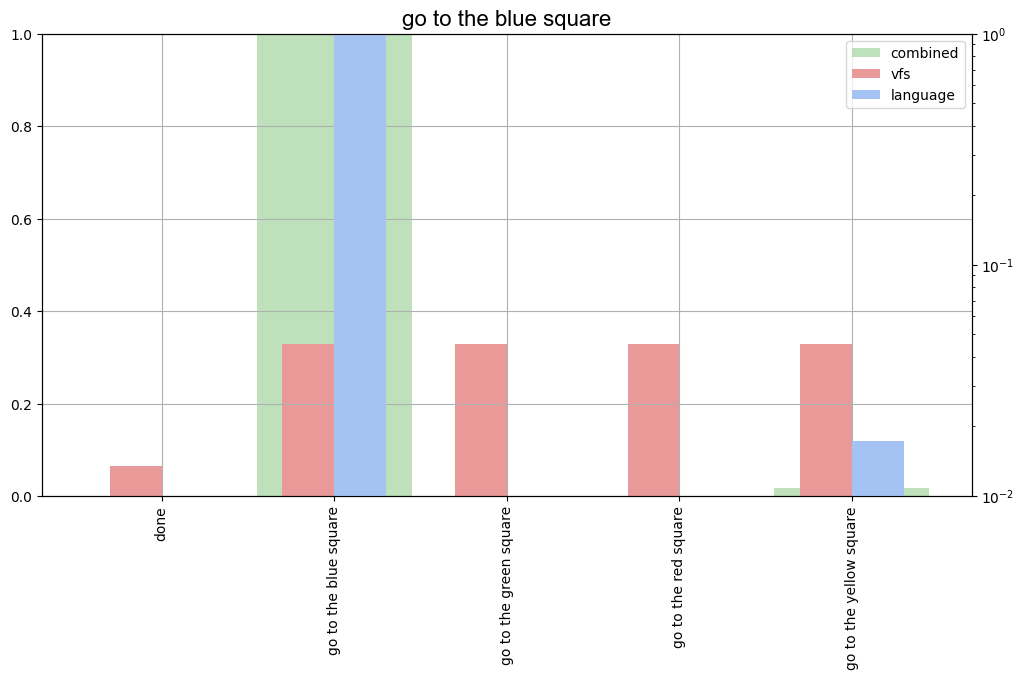 go to the blue square
1.0
0.8
0.6
0.4
0.2
0.0
10⁰
10⁻¹
10⁻²
combined
vfs
language
done
go to the blue square
go to the green square
go to the red square
go to the yellow square